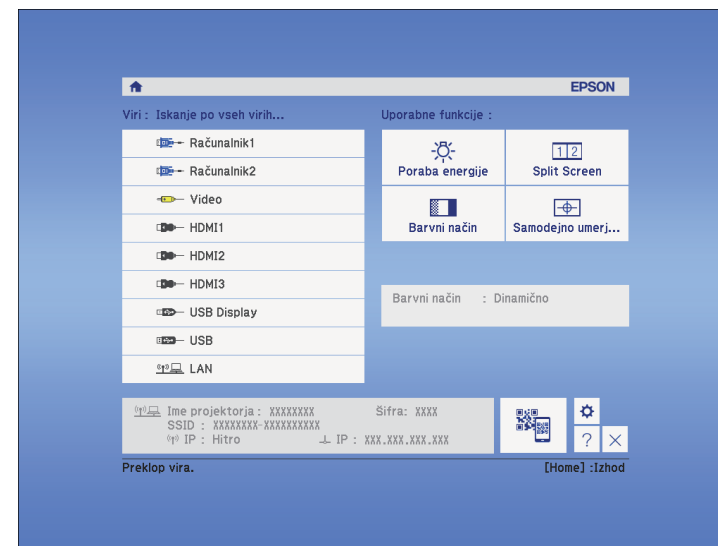 EPSON
Viri : Iskanje po vseh virih...
Računalnik1
Računalnik2
Video
HDMI1
HDMI2
HDMI3
USB Display
USB
LAN
Uporabne funkcije :
Poraba energije
1 2
Split Screen
Barvni način
Samodejno umerj...
Barvni način : Dinamično
Ime projektorja : XXXXXXXX Šifra: XXXX
SSID : XXXXXXXX-XXXXXXXXXX
IP : Hitro IP : XXX.XXX.XXX.XXX
?
Preklop vira. [Home] :Izhod